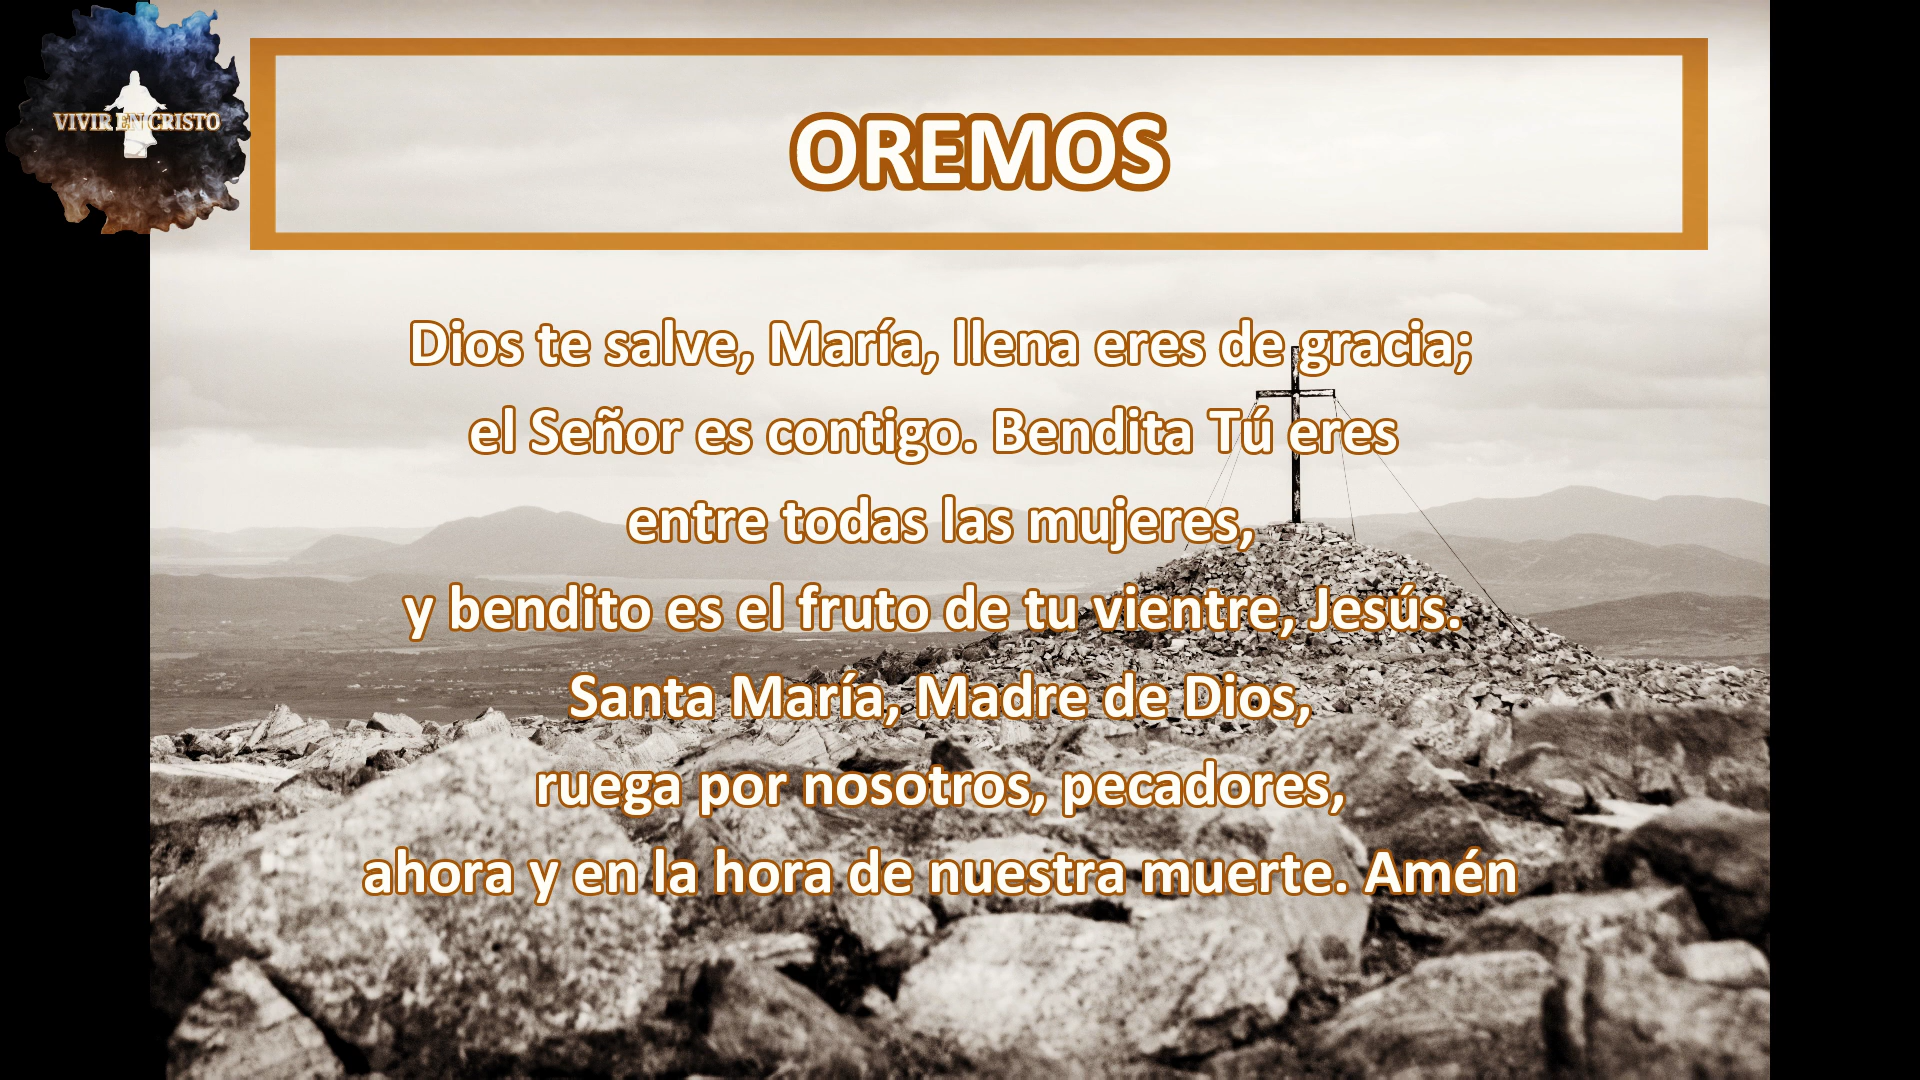 VIVIR EN CRISTO
OREMOS
Dios te salve, María, llena eres de gracia;
el Señor es contigo. Bendita Tú eres
entre todas las mujeres,
y bendito es el fruto de tu vientre, Jesús.
Santa María, Madre de Dios,
ruega por nosotros, pecadores,
ahora y en la hora de nuestra muerte. Amén